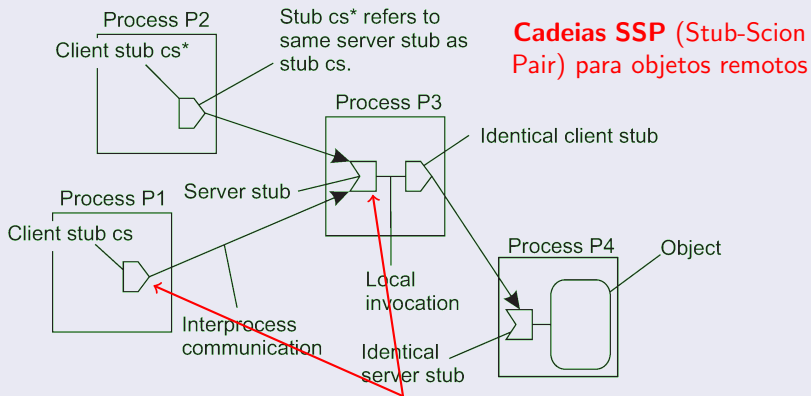 Process P2
Client stub cs*
Stub cs* refers to
same server stub as
stub cs.
Cadeias SSP (Stub-Scion
Pair) para objetos remotos
Process P3
Identical client stub
Server stub
Process P1
Client stub cs
Process P4
Object
Local
invocation
Interprocess
communication
Identical
server stub